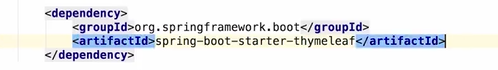 <dependency>
<groupId>org.springframework.boot</groupId>
<artifactId>spring-boot-starter-thymeleaf</artifactId>
</dependency>